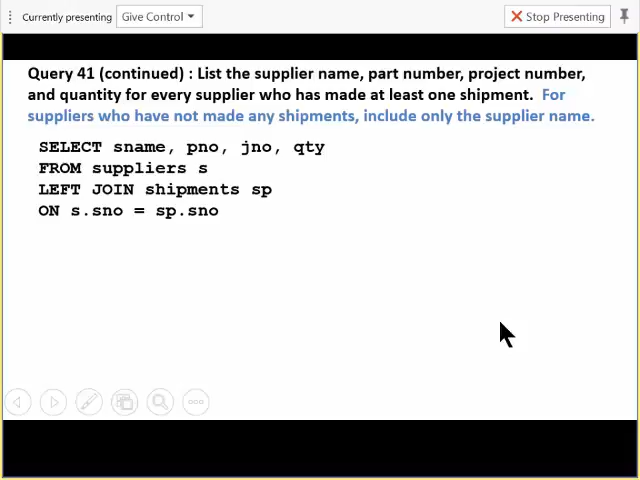 Currently presenting Give Control Stop Presenting
Query 41 (continued) : List the supplier name, part number, project number,
and quantity for every supplier who has made at least one shipment. For
suppliers who have not made any shipments, include only the supplier name.
SELECT sname, pno, jno, qty
FROM suppliers s
LEFT JOIN shipments sp
ON s.sno = sp.sno